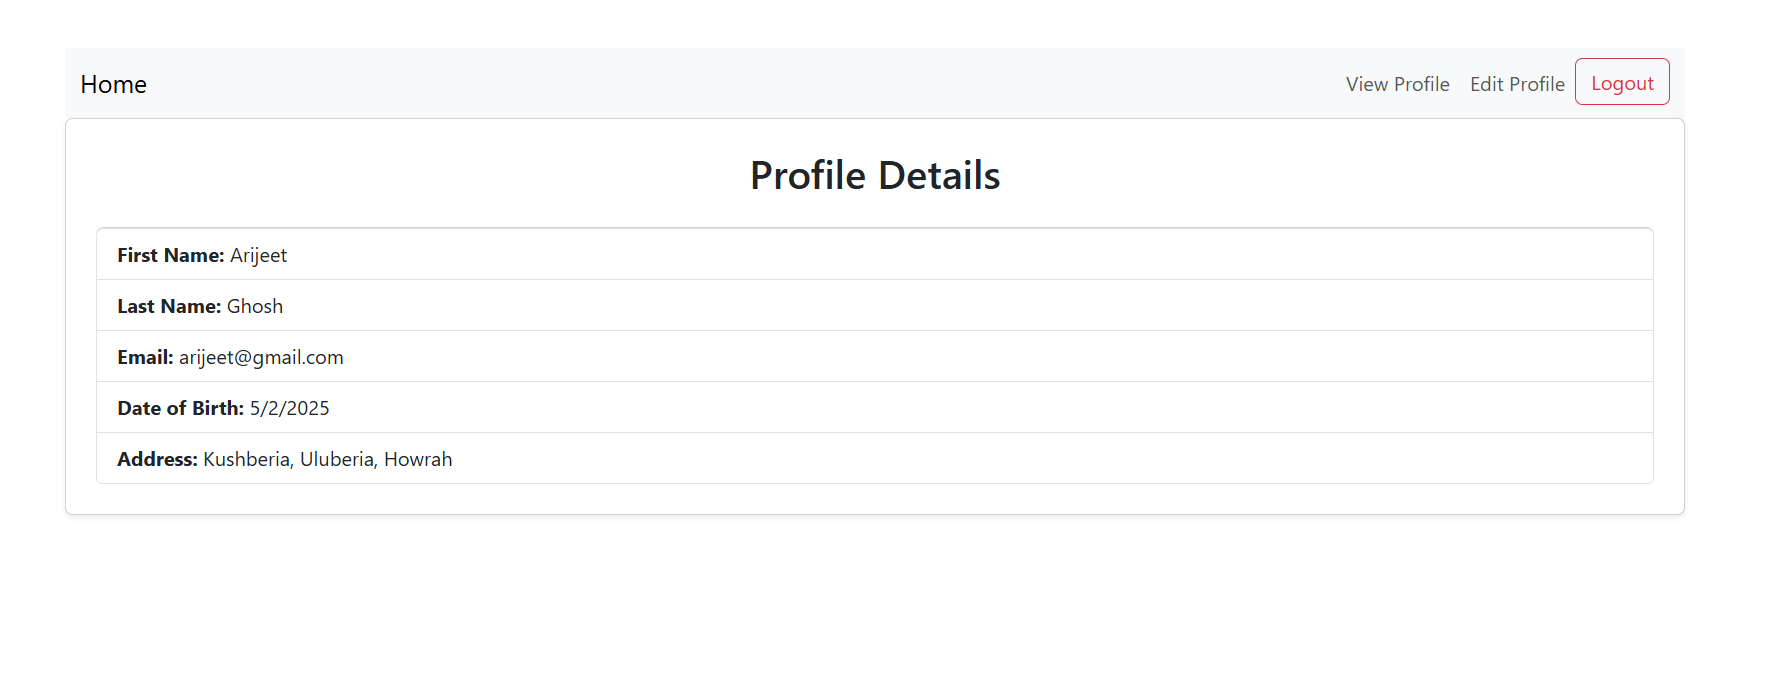 Home View Profile Edit Profile Logout
Profile Details
First Name: Arijeet
Last Name: Ghosh
Email: arijeet@gmail.com
Date of Birth: 5/2/2025
Address: Kushberia, Uluberia, Howrah